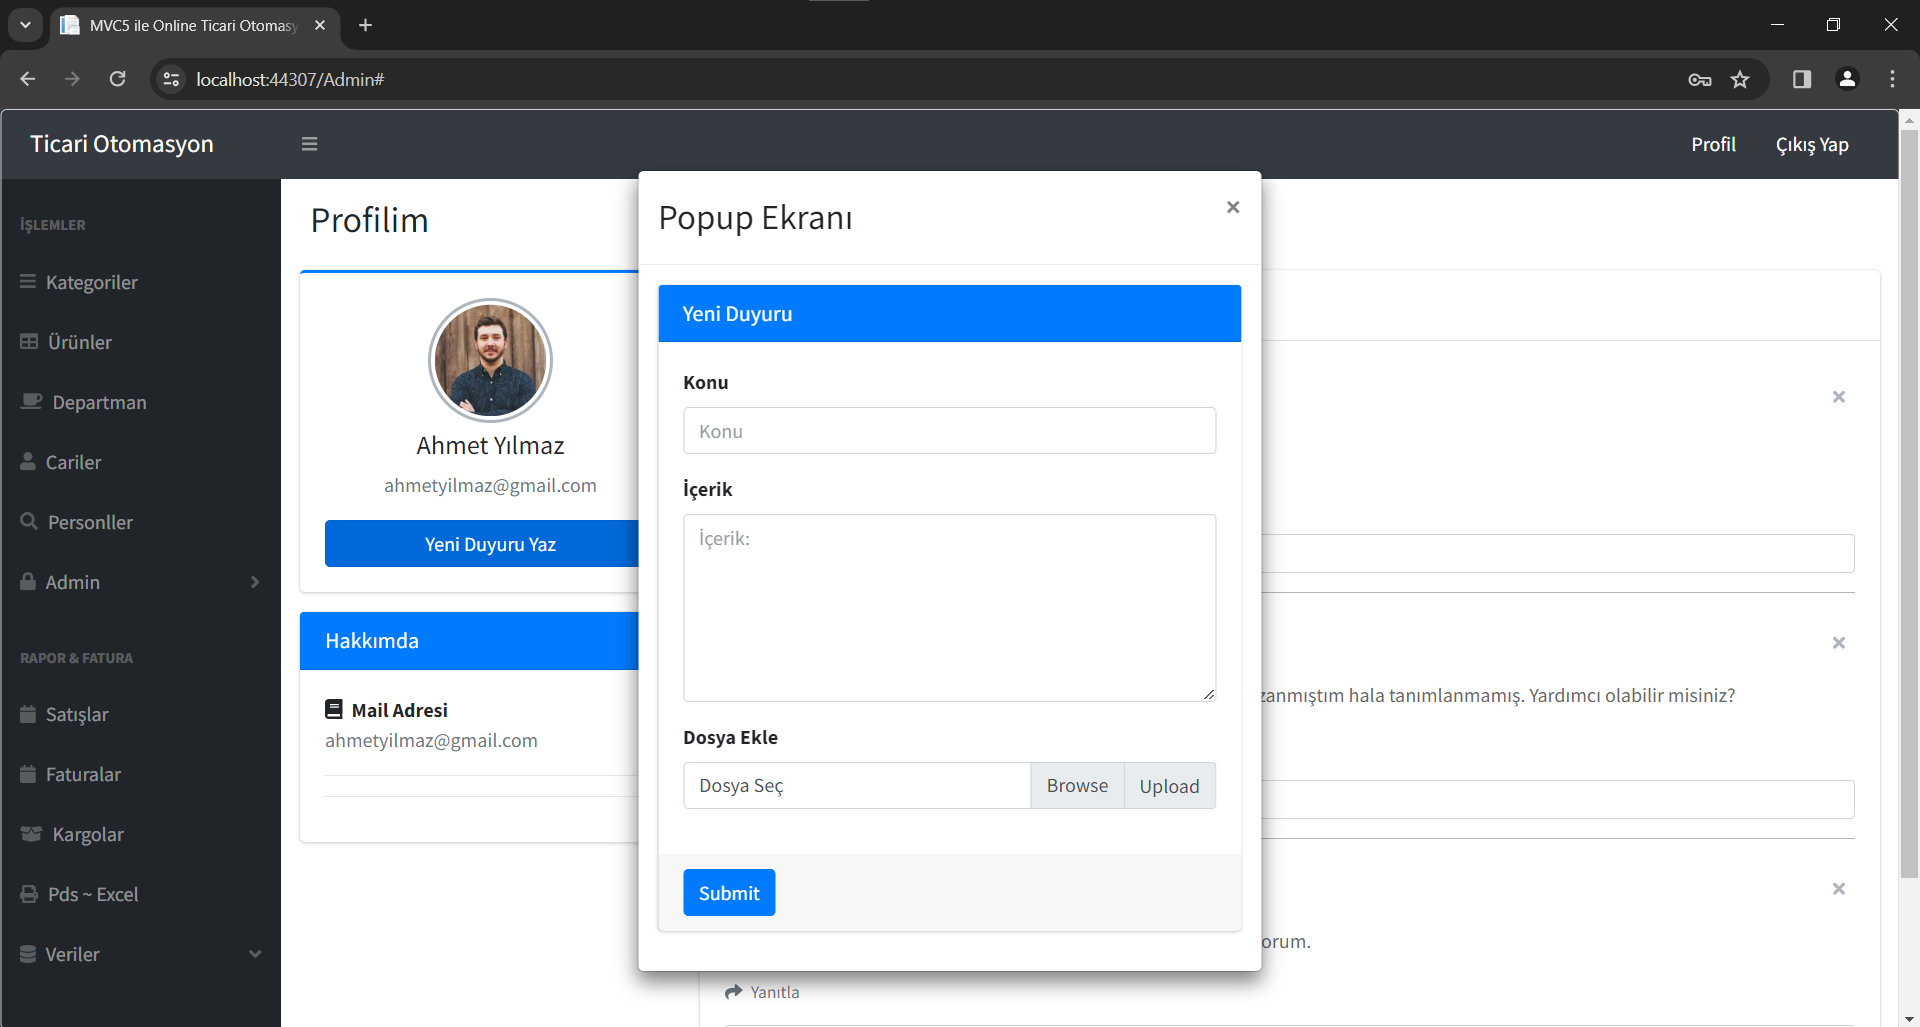 MVC5 ile Online Ticari Otomasy
localhost:44307/Admin#
Ticari Otomasyon
Profil
Çıkış Yap
İŞLEMLER
Kategoriler
Ürünler
Departman
Cariler
Personller
Admin
RAPOR & FATURA
Satışlar
Faturalar
Kargolar
Pds ~ Excel
Veriler
Profilim
Ahmet Yılmaz
ahmetyilmaz@gmail.com
Yeni Duyuru Yaz
Hakkımda
Mail Adresi
ahmetyilmaz@gmail.com
Popup Ekranı
×
Yeni Duyuru
Konu
Konu
İçerik
İçerik:
Dosya Ekle
Dosya Seç
Browse
Upload
Submit
zanmıştım hala tanımlanmamış. Yardımcı olabilir misiniz?
orum.
Yanıtla